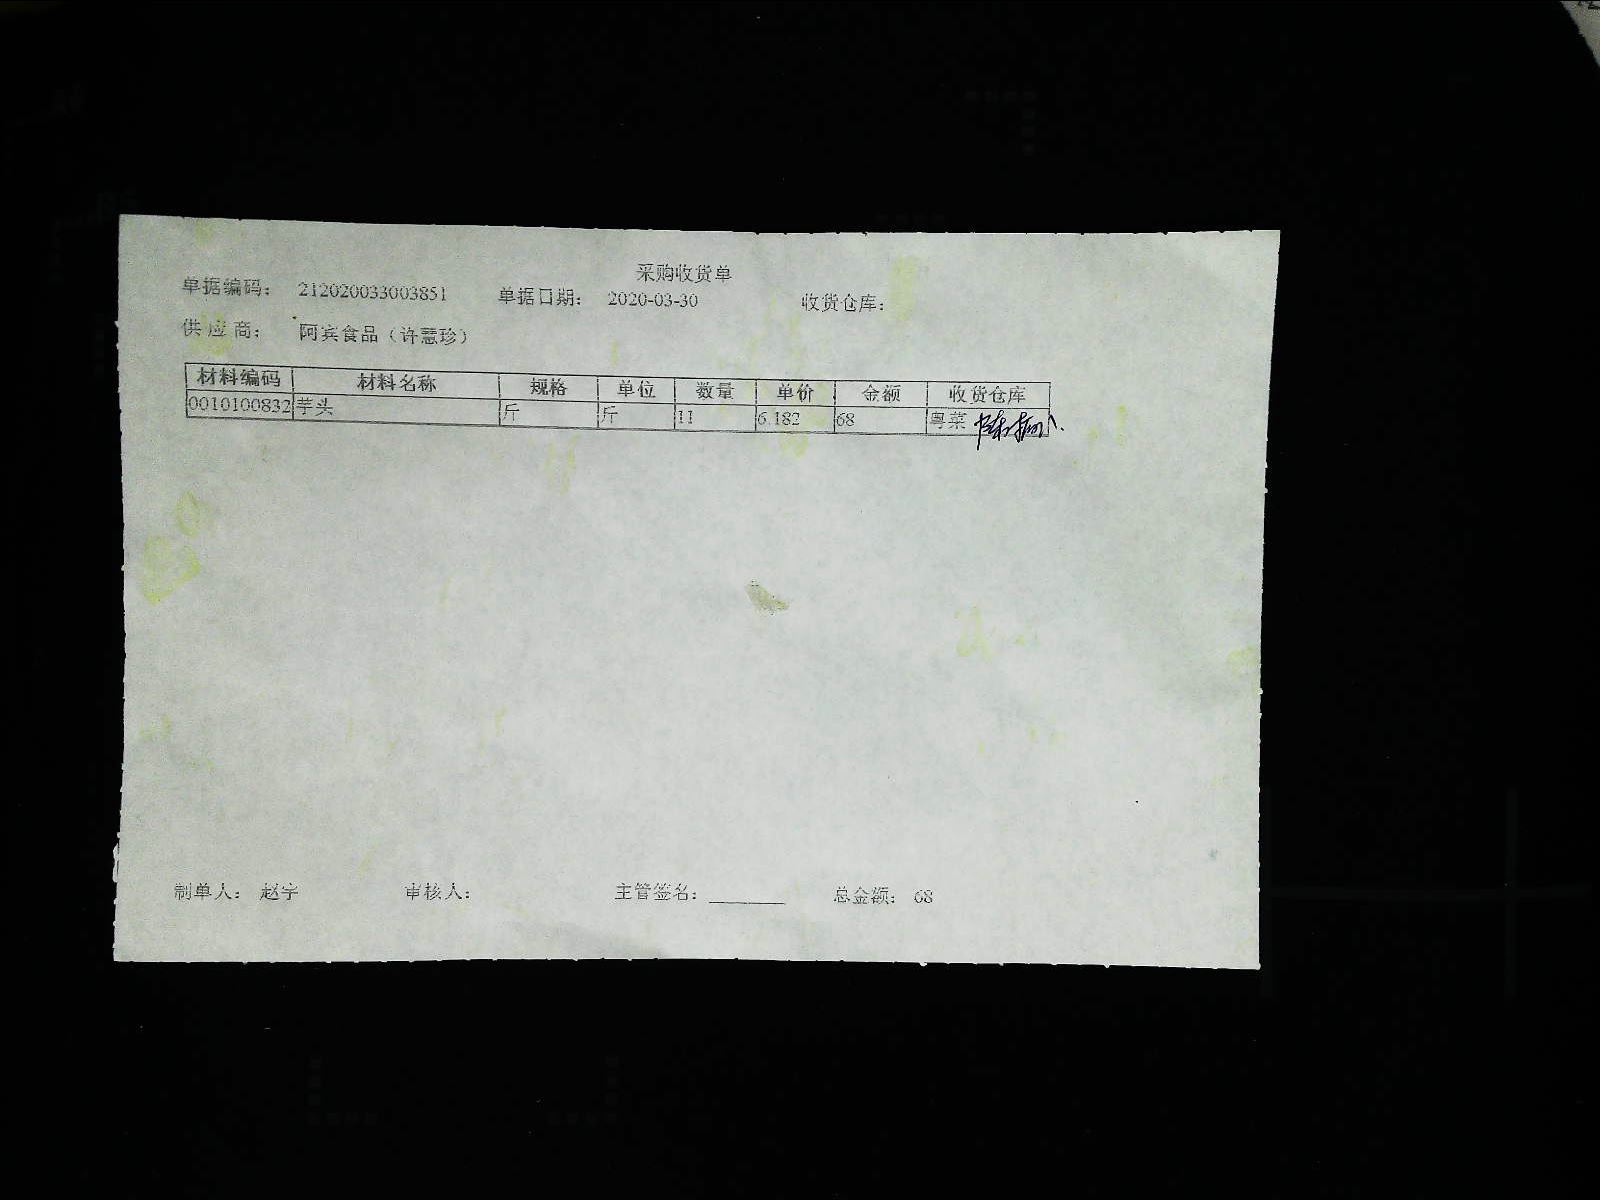 采购收货单
单据编码： 212020033003851 单据日期： 2020-03-30 收货仓库：
供 应 商： 阿宾食品（许慧珍）
材料编码 材料名称 规格 单位 数量 单价 金额 收货仓库
0010100832 芋头 斤 斤 11 6.182 68 粤菜
制单人： 赵宇 审核人： 主管签名：________ 总金额： 68